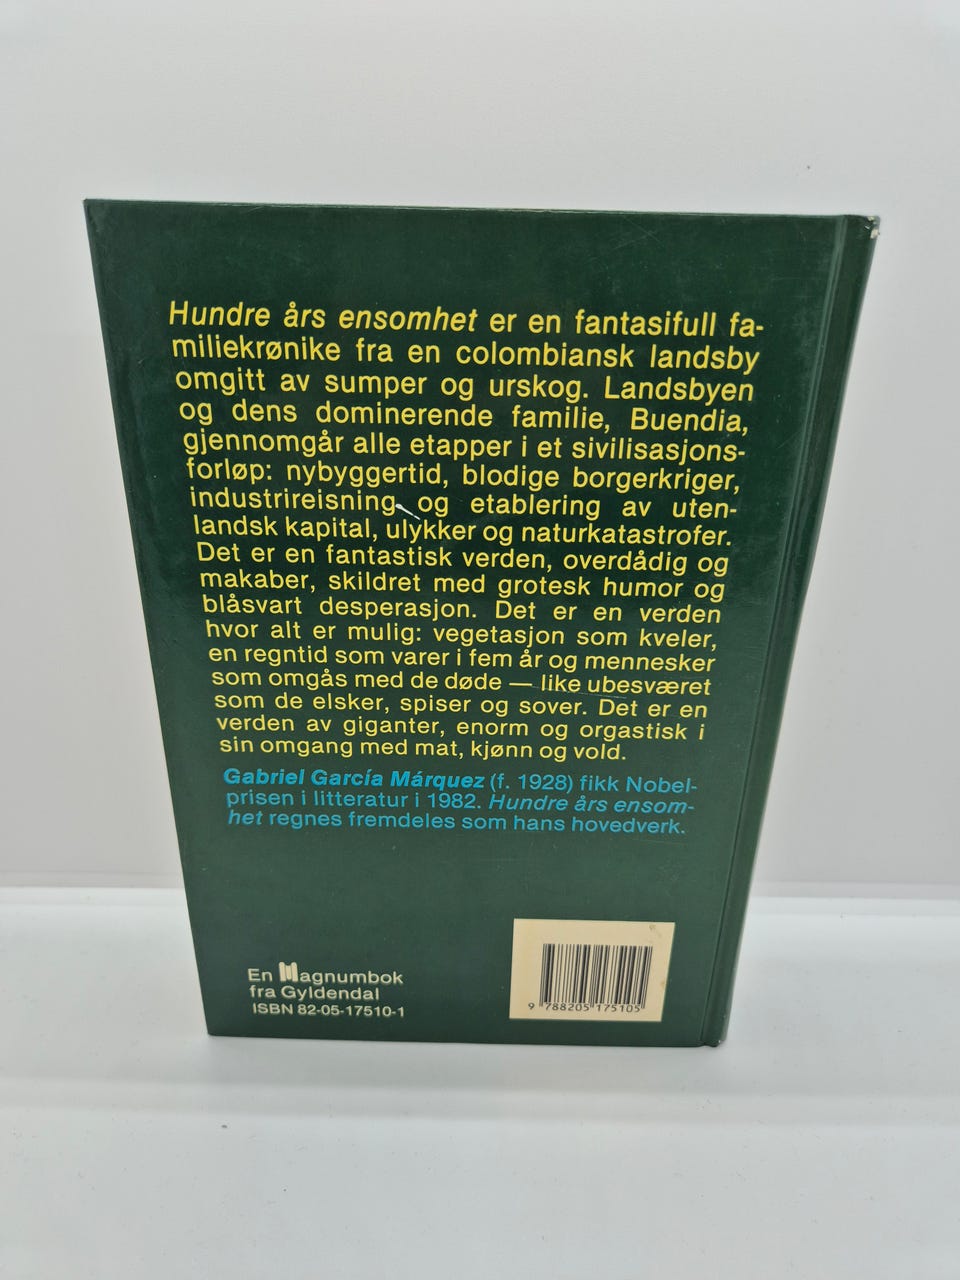 Hundre års ensomhet er en fantasifull fa-
miliekrønike fra en colombiansk landsby
omgitt av sumper og urskog. Landsbyen
og dens dominerende familie, Buendia,
gjennomgår alle etapper i et sivilisasjons-
forløp: nybyggertid, blodige borgerkriger,
industrireisning og etablering av uten-
landsk kapital, ulykker og naturkatastrofer.
Det er en fantastisk verden, overdådig og
makaber, skildret med grotesk humor og
blåsvart desperasjon. Det er en verden
hvor alt er mulig: vegetasjon som kveler,
en regntid som varer i fem år og mennesker
som omgås med de døde — like ubesværet
som de elsker, spiser og sover. Det er en
verden av giganter, enorm og orgastisk i
sin omgang med mat, kjønn og vold.
Gabriel García Márquez (f. 1928) fikk Nobel-
prisen i litteratur i 1982. Hundre års ensom-
het regnes fremdeles som hans hovedverk.
En Magnumbok
fra Gyldendal
ISBN 82-05-17510-1
9 788205 175105